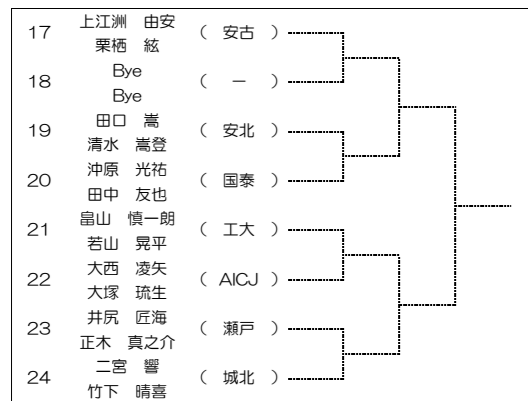 17 上江洲 由安 ( 安古 )
栗栖 絃
18 Bye ( ー )
Bye
19 田口 嵩 ( 安北 )
清水 嵩登
20 沖原 光祐 ( 国泰 )
田中 友也
21 畠山 慎一朗 ( 工大 )
若山 晃平
22 大西 凌矢 ( AICJ )
大塚 琉生
23 井尻 匠海 ( 瀬戸 )
正木 真之介
24 二宮 響 ( 城北 )
竹下 晴喜